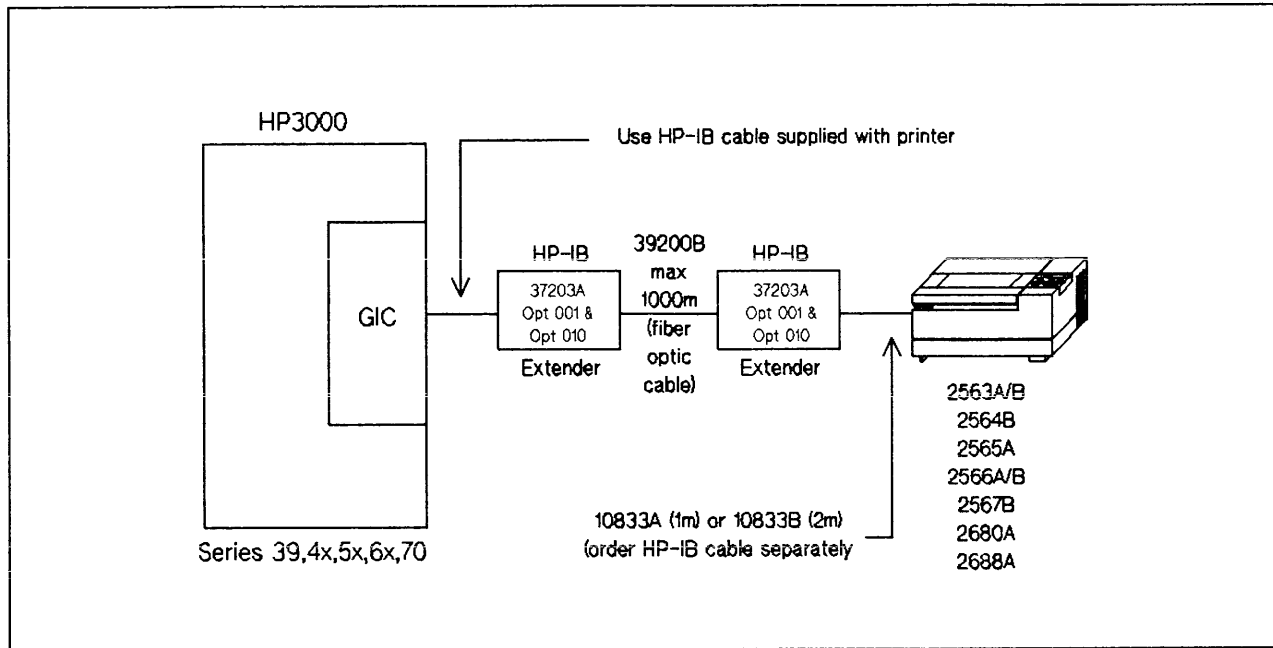 HP3000
Use HP-IB cable supplied with printer
GIC
HP-IB
37203A
Opt 001 &
Opt 010
Extender
39200B
max
1000m
(fiber
optic
cable)
HP-IB
37203A
Opt 001 &
Opt 010
Extender
2563A/B
2564B
2565A
2566A/B
2567B
2680A
2688A
10833A (1m) or 10833B (2m)
(order HP-IB cable separately
Series 39,4x,5x,6x,70